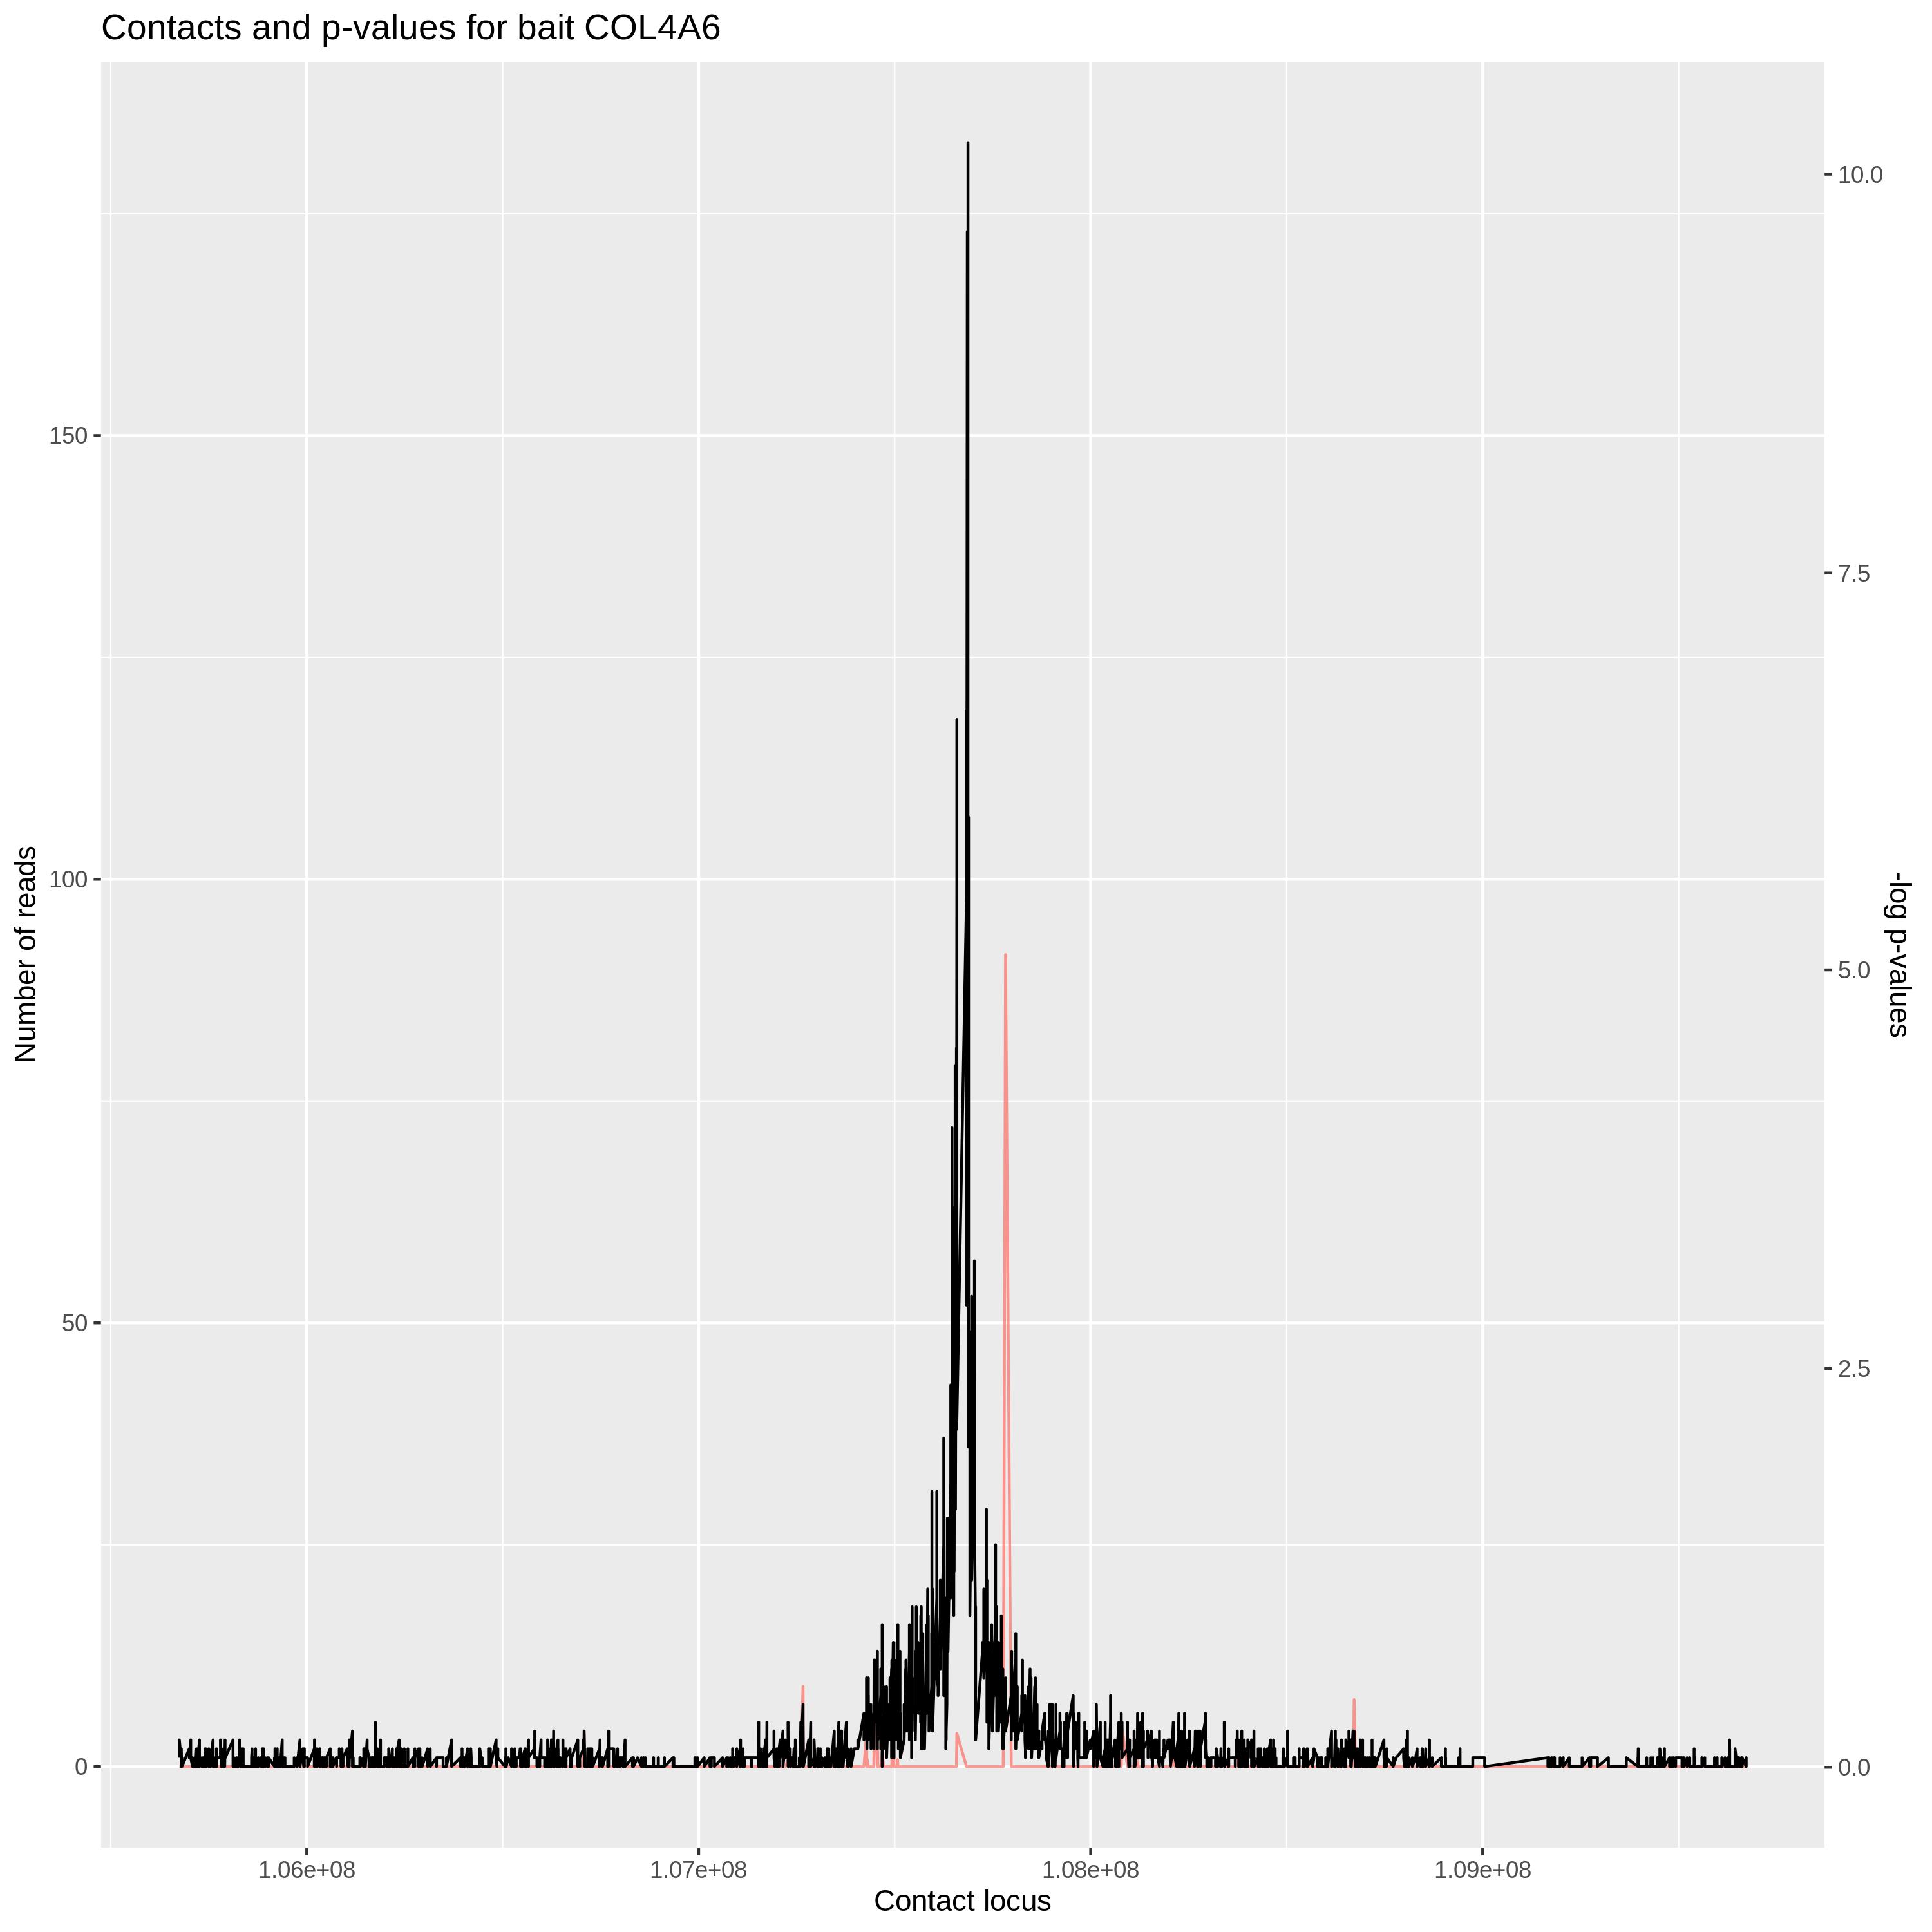 Contacts and p-values for bait COL4A6
Number of reads
150
100
50
0
10.0
7.5
5.0
2.5
0.0
-log p-values
1.06e+08
1.07e+08
1.08e+08
1.09e+08
Contact locus